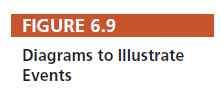 FIGURE 6.9
Diagrams to Illustrate
Events